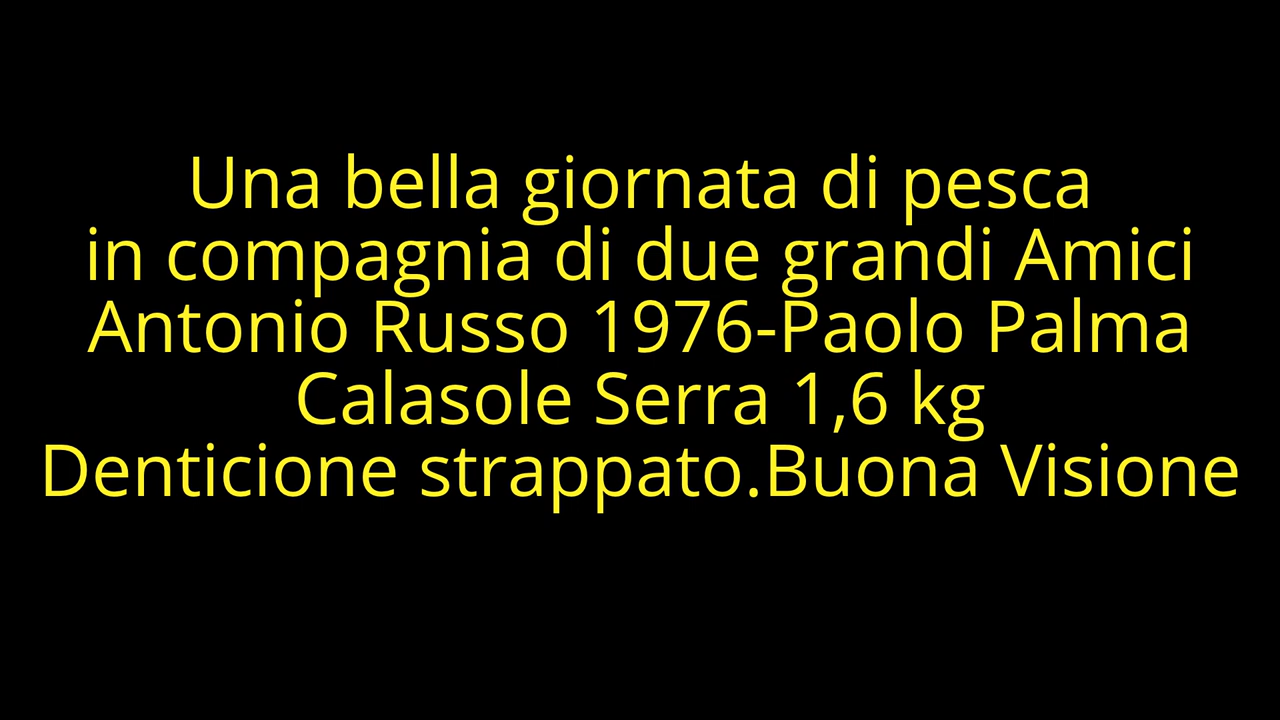 Una bella giornata di pesca
in compagnia di due grandi Amici
Antonio Russo 1976-Paolo Palma
Calasole Serra 1,6 kg
Denticione strappato.Buona Visione